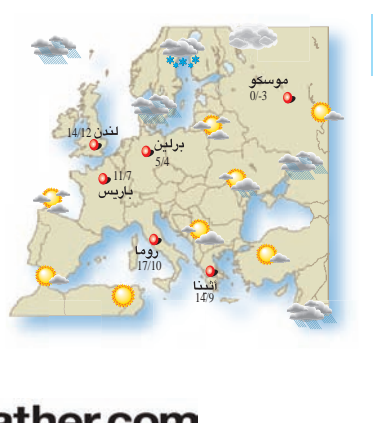 موسكو
0/-3
لندن 14/12
برلين
5/4
11/7
باريس
روما
17/10
أثينا
14/9
ather.com